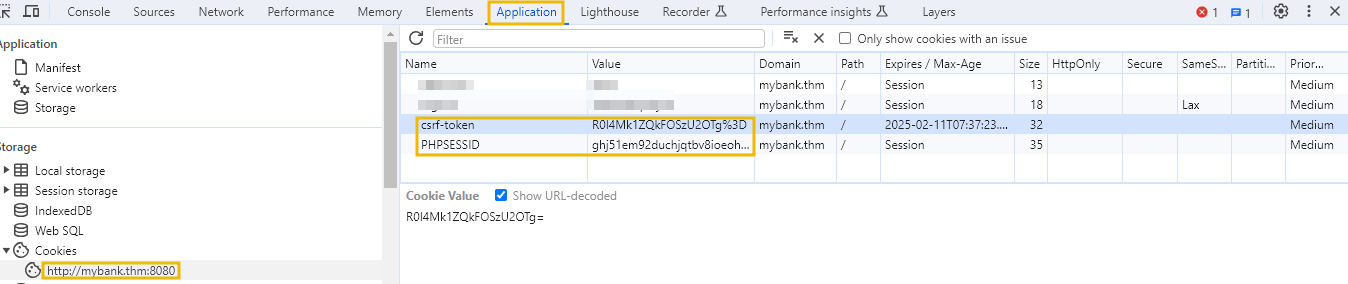 Console Sources Network Performance Memory Elements Application Lighthouse Recorder Performance insights Layers 1 1
Application
Manifest
Service workers
Storage
Storage
Local storage
Session storage
IndexedDB
Web SQL
Cookies
http://mybank.thm:8080
Filter Only show cookies with an issue
Name Value Domain Path Expires / Max-Age Size HttpOnly Secure SameS... Partiti... Prior...
mybank.thm / Session 13 Medium
mybank.thm / Session 18 Lax Medium
csrf-token R0I4Mk1ZQkFOSzU2OTg%3D mybank.thm / 2025-02-11T07:37:23.... 32 Medium
PHPSESSID ghj51em92duchjqtbv8ioeoh... mybank.thm / Session 35 Medium
Cookie Value Show URL-decoded
R0I4Mk1ZQkFOSzU2OTg=